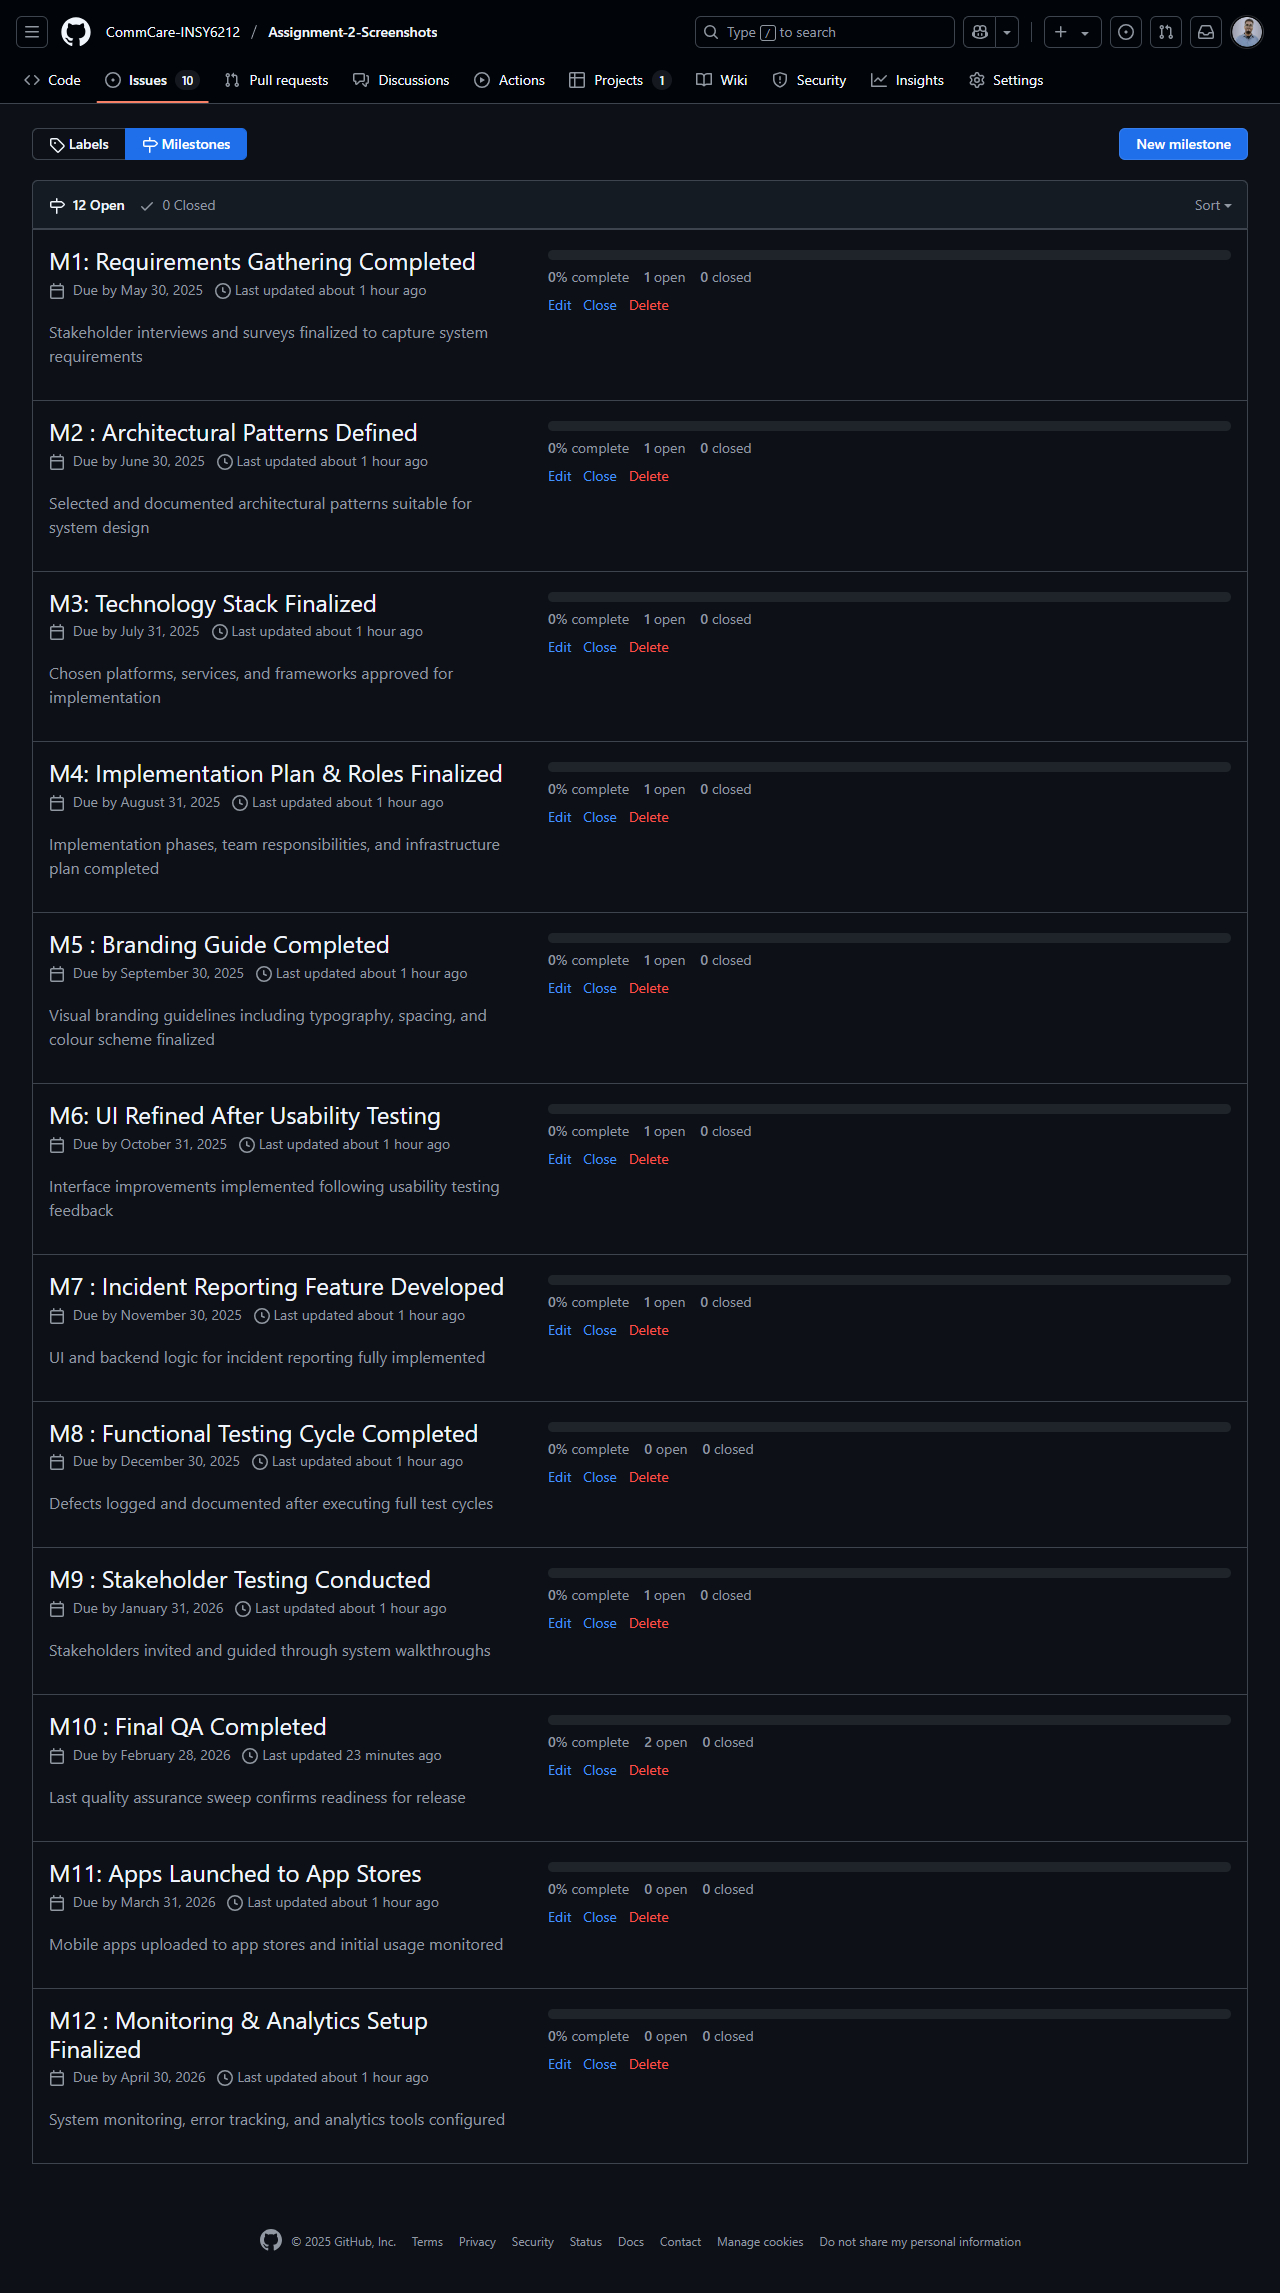 CommCare-INSY6212 / Assignment-2-Screenshots
Type / to search
Code
Issues 10
Pull requests
Discussions
Actions
Projects 1
Wiki
Security
Insights
Settings
Labels
Milestones
New milestone
12 Open
0 Closed
Sort
M1: Requirements Gathering Completed
Due by May 30, 2025 Last updated about 1 hour ago
Stakeholder interviews and surveys finalized to capture system
requirements
0% complete 1 open 0 closed
Edit Close Delete
M2 : Architectural Patterns Defined
Due by June 30, 2025 Last updated about 1 hour ago
Selected and documented architectural patterns suitable for
system design
0% complete 1 open 0 closed
Edit Close Delete
M3: Technology Stack Finalized
Due by July 31, 2025 Last updated about 1 hour ago
Chosen platforms, services, and frameworks approved for
implementation
0% complete 1 open 0 closed
Edit Close Delete
M4: Implementation Plan & Roles Finalized
Due by August 31, 2025 Last updated about 1 hour ago
Implementation phases, team responsibilities, and infrastructure
plan completed
0% complete 1 open 0 closed
Edit Close Delete
M5 : Branding Guide Completed
Due by September 30, 2025 Last updated about 1 hour ago
Visual branding guidelines including typography, spacing, and
colour scheme finalized
0% complete 1 open 0 closed
Edit Close Delete
M6: UI Refined After Usability Testing
Due by October 31, 2025 Last updated about 1 hour ago
Interface improvements implemented following usability testing
feedback
0% complete 1 open 0 closed
Edit Close Delete
M7 : Incident Reporting Feature Developed
Due by November 30, 2025 Last updated about 1 hour ago
UI and backend logic for incident reporting fully implemented
0% complete 1 open 0 closed
Edit Close Delete
M8 : Functional Testing Cycle Completed
Due by December 30, 2025 Last updated about 1 hour ago
Defects logged and documented after executing full test cycles
0% complete 0 open 0 closed
Edit Close Delete
M9 : Stakeholder Testing Conducted
Due by January 31, 2026 Last updated about 1 hour ago
Stakeholders invited and guided through system walkthroughs
0% complete 1 open 0 closed
Edit Close Delete
M10 : Final QA Completed
Due by February 28, 2026 Last updated 23 minutes ago
Last quality assurance sweep confirms readiness for release
0% complete 2 open 0 closed
Edit Close Delete
M11: Apps Launched to App Stores
Due by March 31, 2026 Last updated about 1 hour ago
Mobile apps uploaded to app stores and initial usage monitored
0% complete 0 open 0 closed
Edit Close Delete
M12 : Monitoring & Analytics Setup
Finalized
Due by April 30, 2026 Last updated about 1 hour ago
System monitoring, error tracking, and analytics tools configured
0% complete 0 open 0 closed
Edit Close Delete
© 2025 GitHub, Inc. Terms Privacy Security Status Docs Contact Manage cookies Do not share my personal information